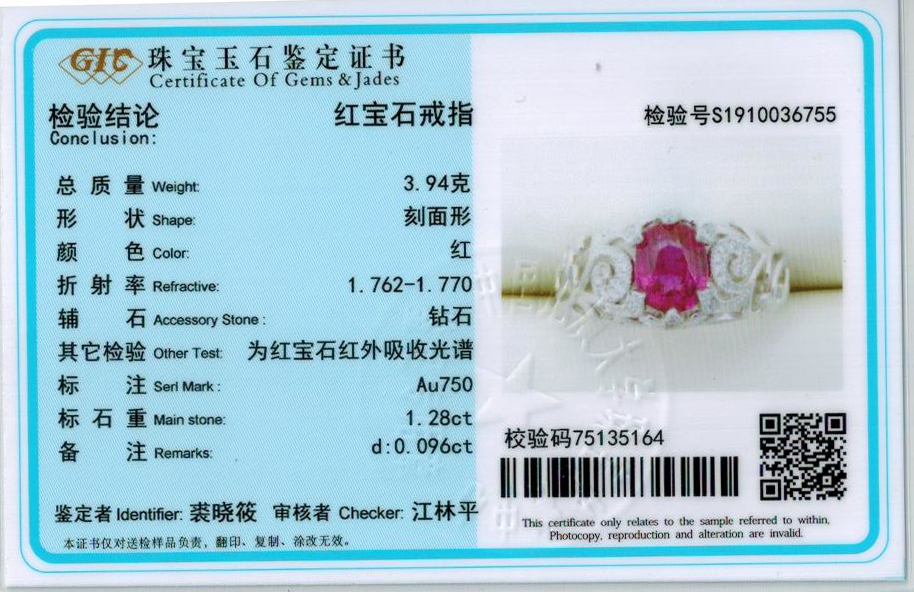 GIC 珠宝玉石鉴定证书
Certificate Of Gems & Jades
检验结论 红宝石戒指
Conclusion:
检验号S1910036755
总质量 Weight: 3.94克
形状 Shape: 刻面形
颜色 Color: 红
折射率 Refractive: 1.762-1.770
辅石 Accessory Stone: 钻石
其它检验 Other Test: 为红宝石红外吸收光谱
标注 Serl Mark: Au750
标石重 Main stone: 1.28ct
备注 Remarks: d:0.096ct
校验码75135164
鉴定者 Identifier: 裘晓筱 审核者 Checker: 江林平
本证书仅对送检样品负责，翻印、复制、涂改无效。
This certificate only relates to the sample referred to within,
Photocopy, reproduction and alteration are invalid.